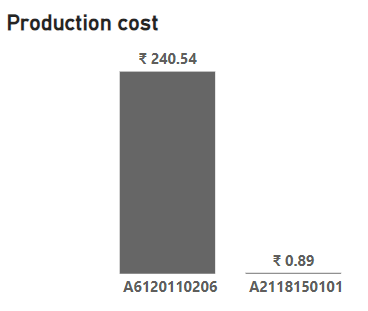 Production cost
₹ 240.54
₹ 0.89
A6120110206
A2118150101